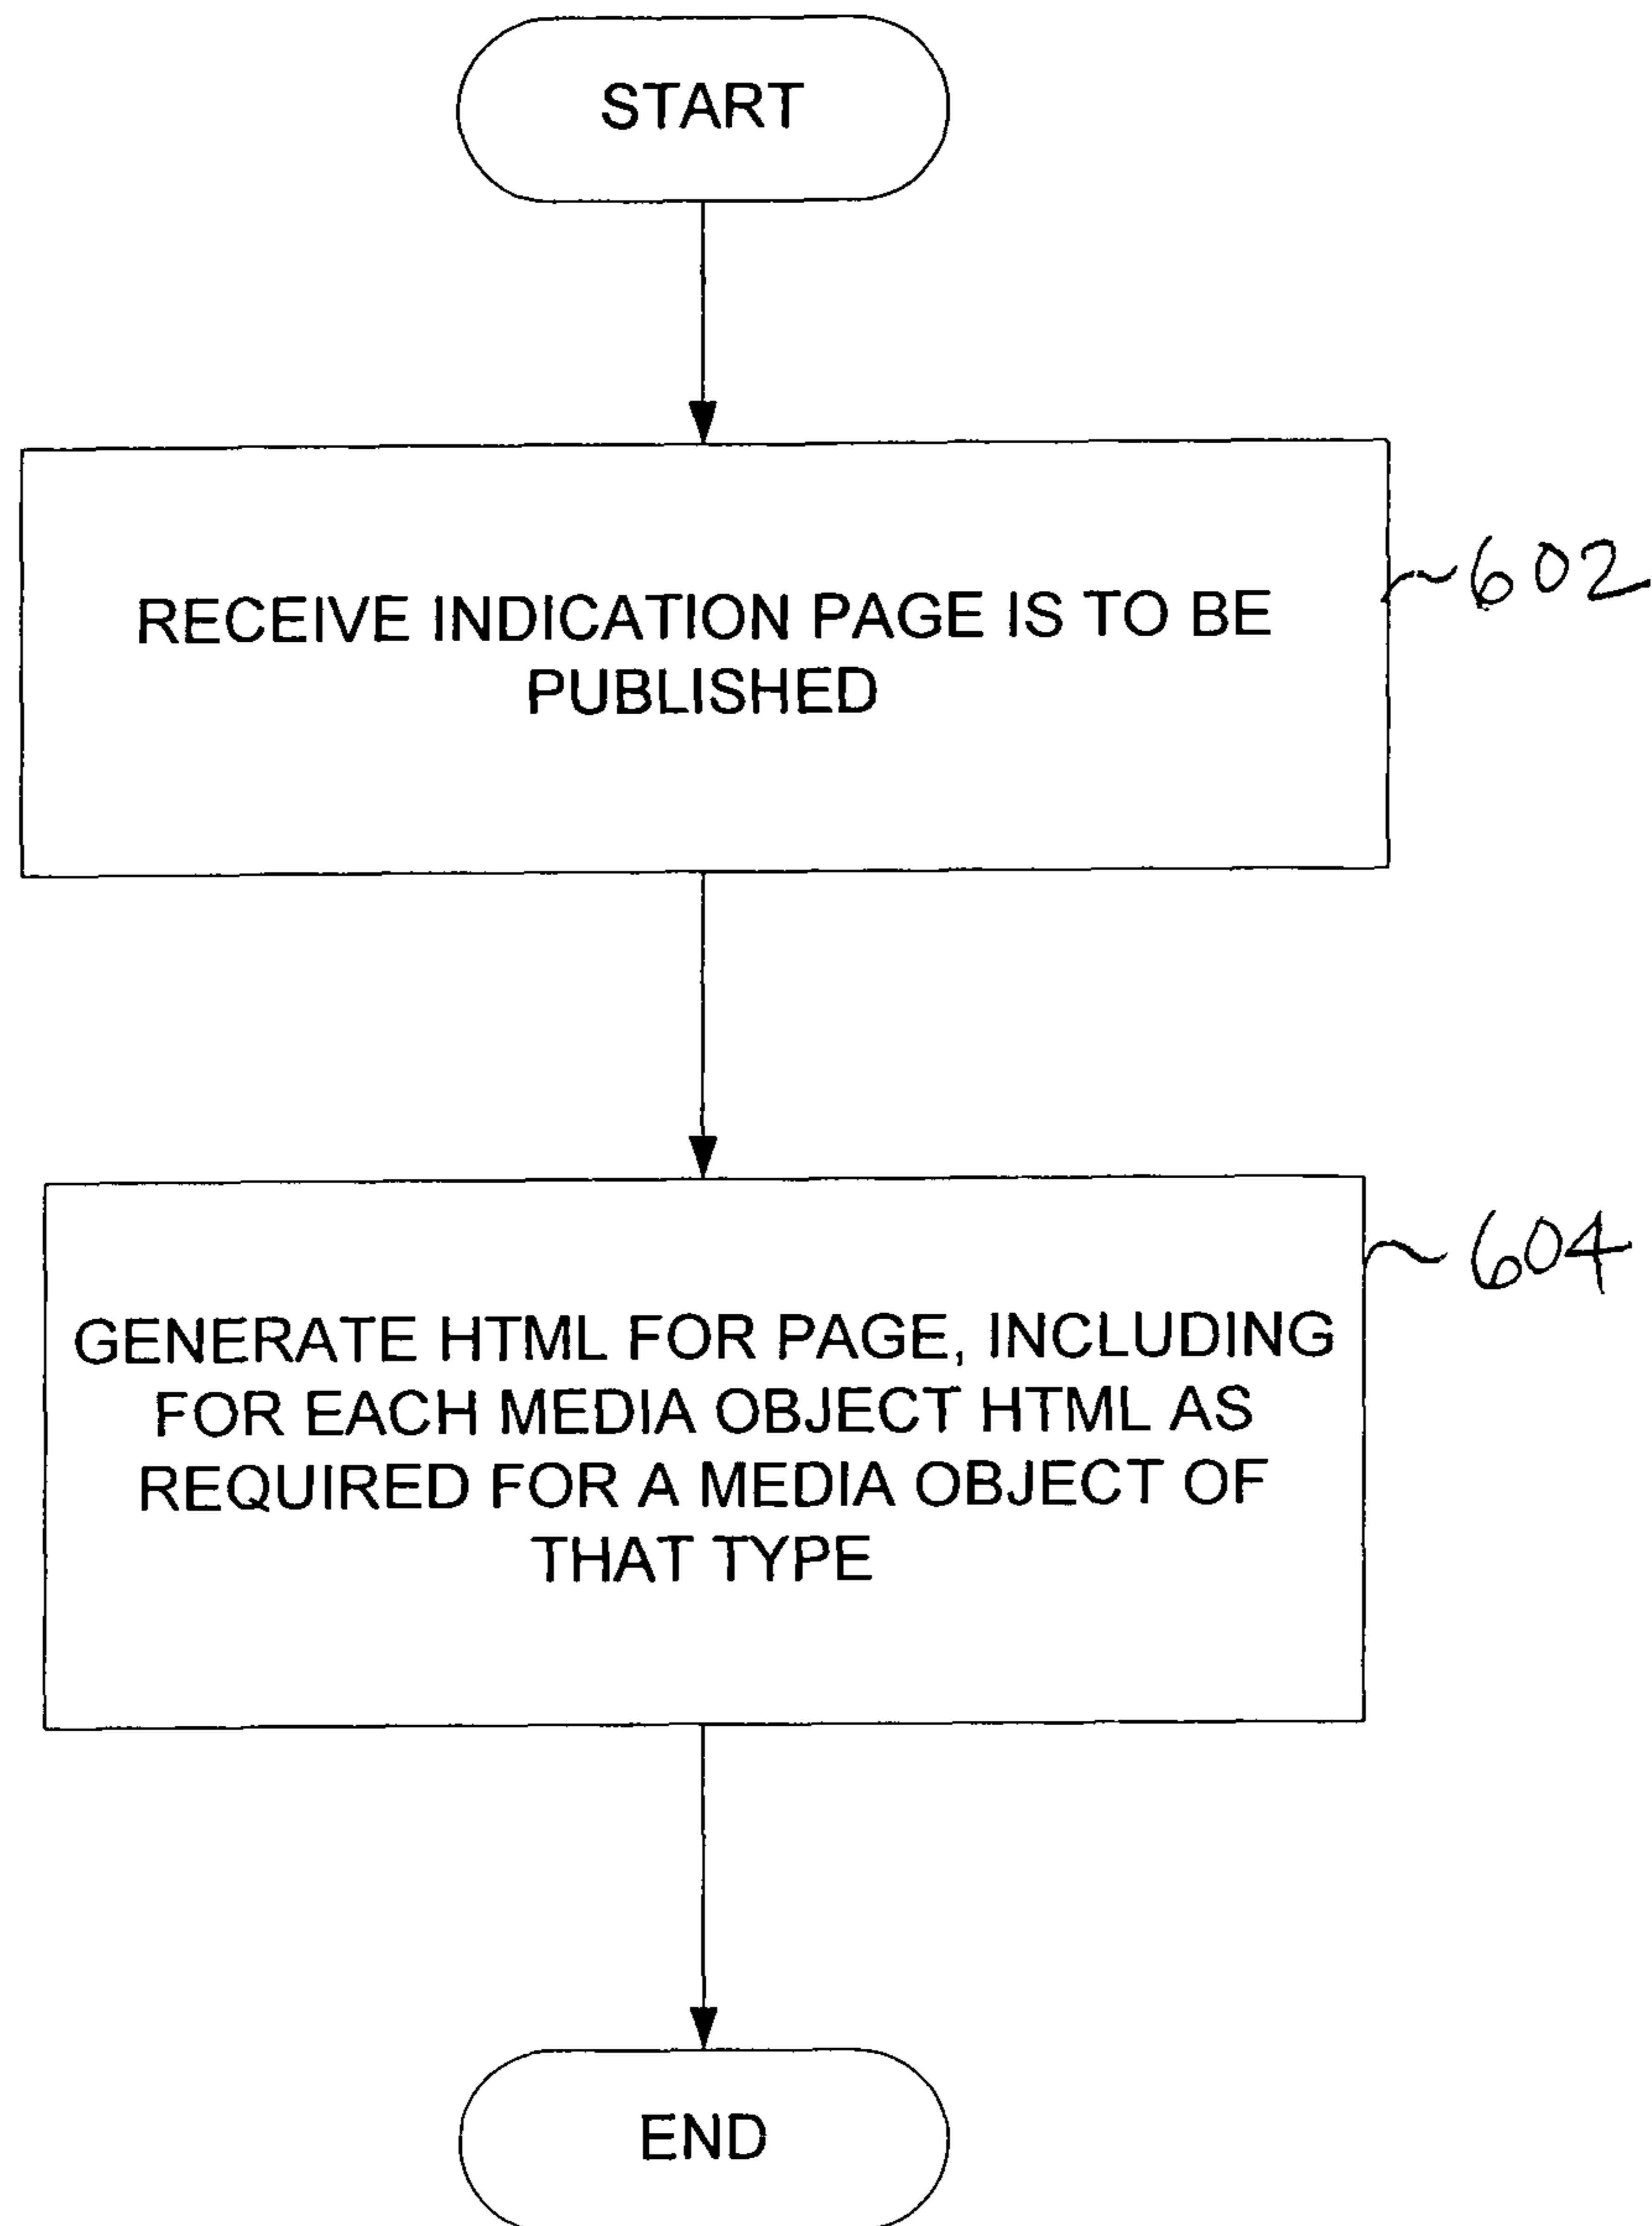 START
RECEIVE INDICATION PAGE IS TO BE
PUBLISHED
~602
GENERATE HTML FOR PAGE, INCLUDING
FOR EACH MEDIA OBJECT HTML AS
REQUIRED FOR A MEDIA OBJECT OF
THAT TYPE
~604
END